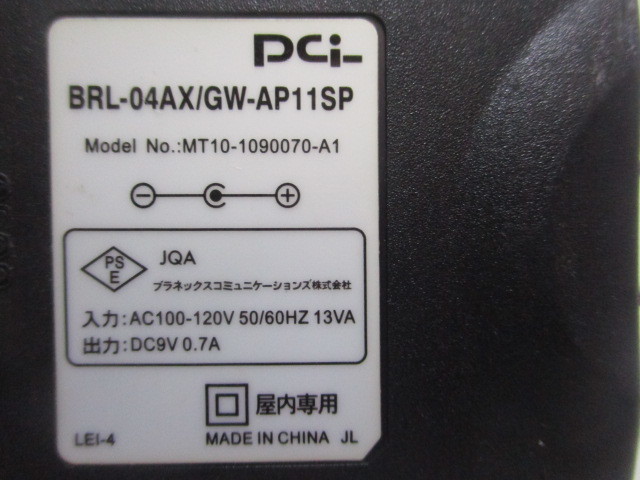 PCi
BRL-04AX/GW-AP11SP
Model No.:MT10-1090070-A1
PS
E
JQA
プラネックスコミュニケーションズ株式会社
入力:AC100-120V 50/60HZ 13VA
出力:DC9V 0.7A
屋内専用
LEI-4
MADE IN CHINA JL